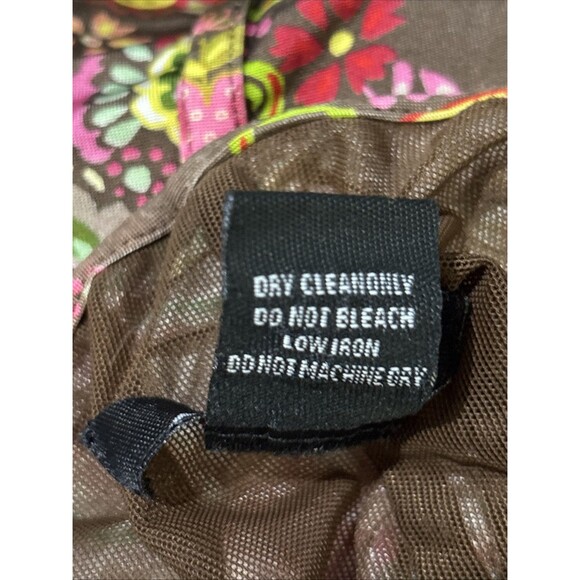 DRY CLEANONLY
DO NOT BLEACH
LOW IRON
DO NOT MACHINE DRY